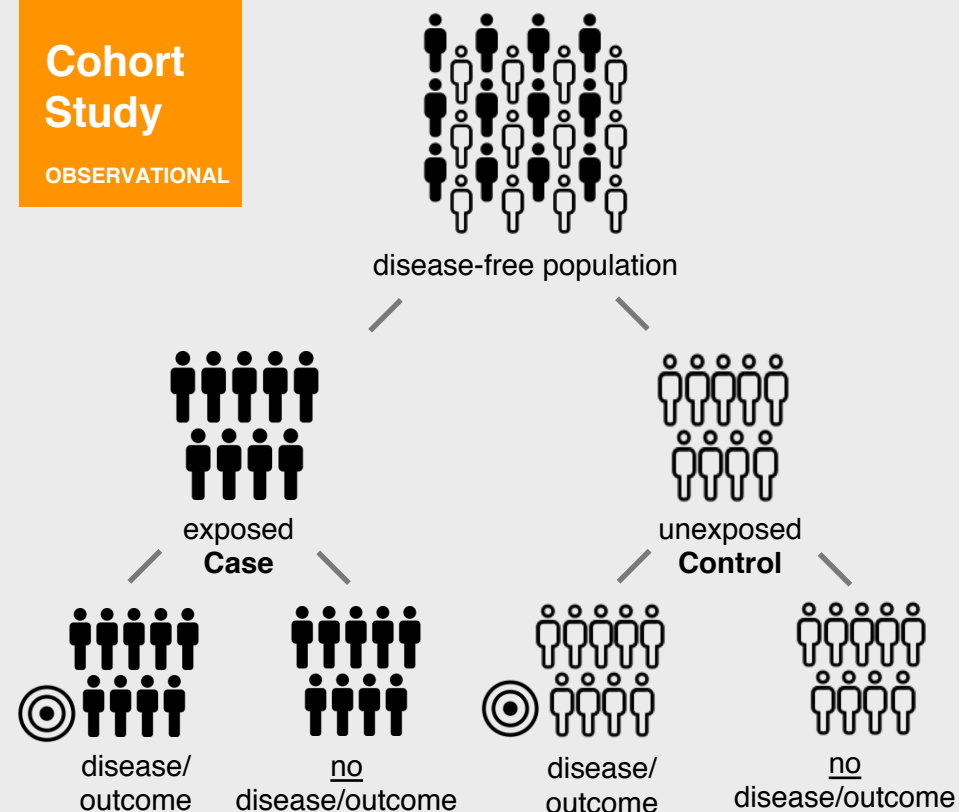 Cohort
Study
OBSERVATIONAL
disease-free population
exposed
Case
unexposed
Control
disease/
outcome
no
disease/outcome
disease/
outcome
no
disease/outcome